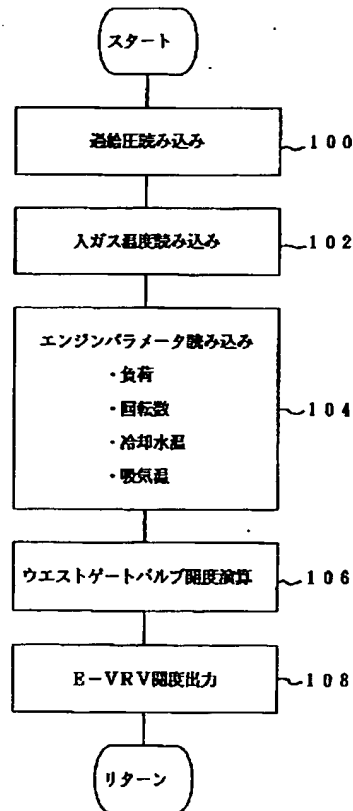 スタート
過給圧読み込み
100
入ガス温度読み込み
102
エンジンパラメータ読み込み
・負荷
・回転数
・冷却水温
・吸気温
104
ウエストゲートバルブ開度演算
106
E-VRV開度出力
108
リターン